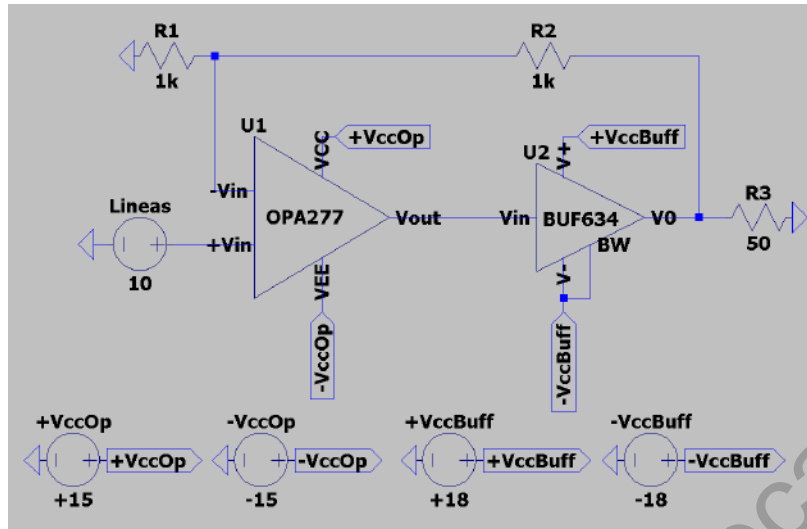 R1
1k
R2
1k
U1
VCC
+VccOp
-Vin
OPA277
Vout
+Vin
VEE
-VccOp
Lineas
10
U2
V+
+VccBuff
Vin
BUF634
V0
BW
V-
-VccBuff
R3
50
+VccOp
+VccOp
+15
-VccOp
-VccOp
-15
+VccBuff
+VccBuff
+18
-VccBuff
-VccBuff
-18